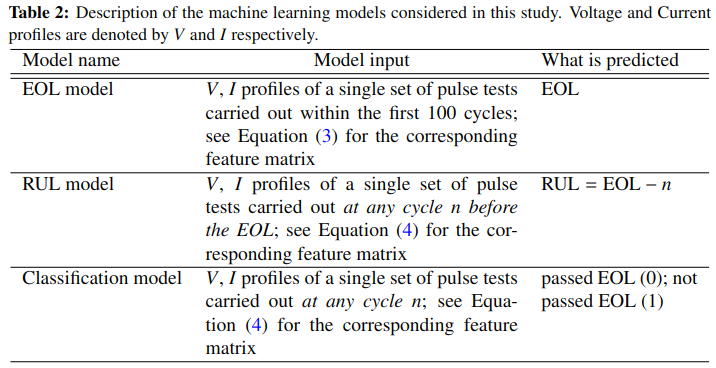 Table 2: Description of the machine learning models considered in this study. Voltage and Current
profiles are denoted by V and I respectively.
Model name Model input What is predicted
EOL model V, I profiles of a single set of pulse tests EOL
carried out within the first 100 cycles;
see Equation (3) for the corresponding
feature matrix
RUL model V, I profiles of a single set of pulse RUL = EOL − n
tests carried out at any cycle n before
the EOL; see Equation (4) for the cor-
responding feature matrix
Classification model V, I profiles of a single set of pulse tests passed EOL (0); not
carried out at any cycle n; see Equa- passed EOL (1)
tion (4) for the corresponding feature
matrix